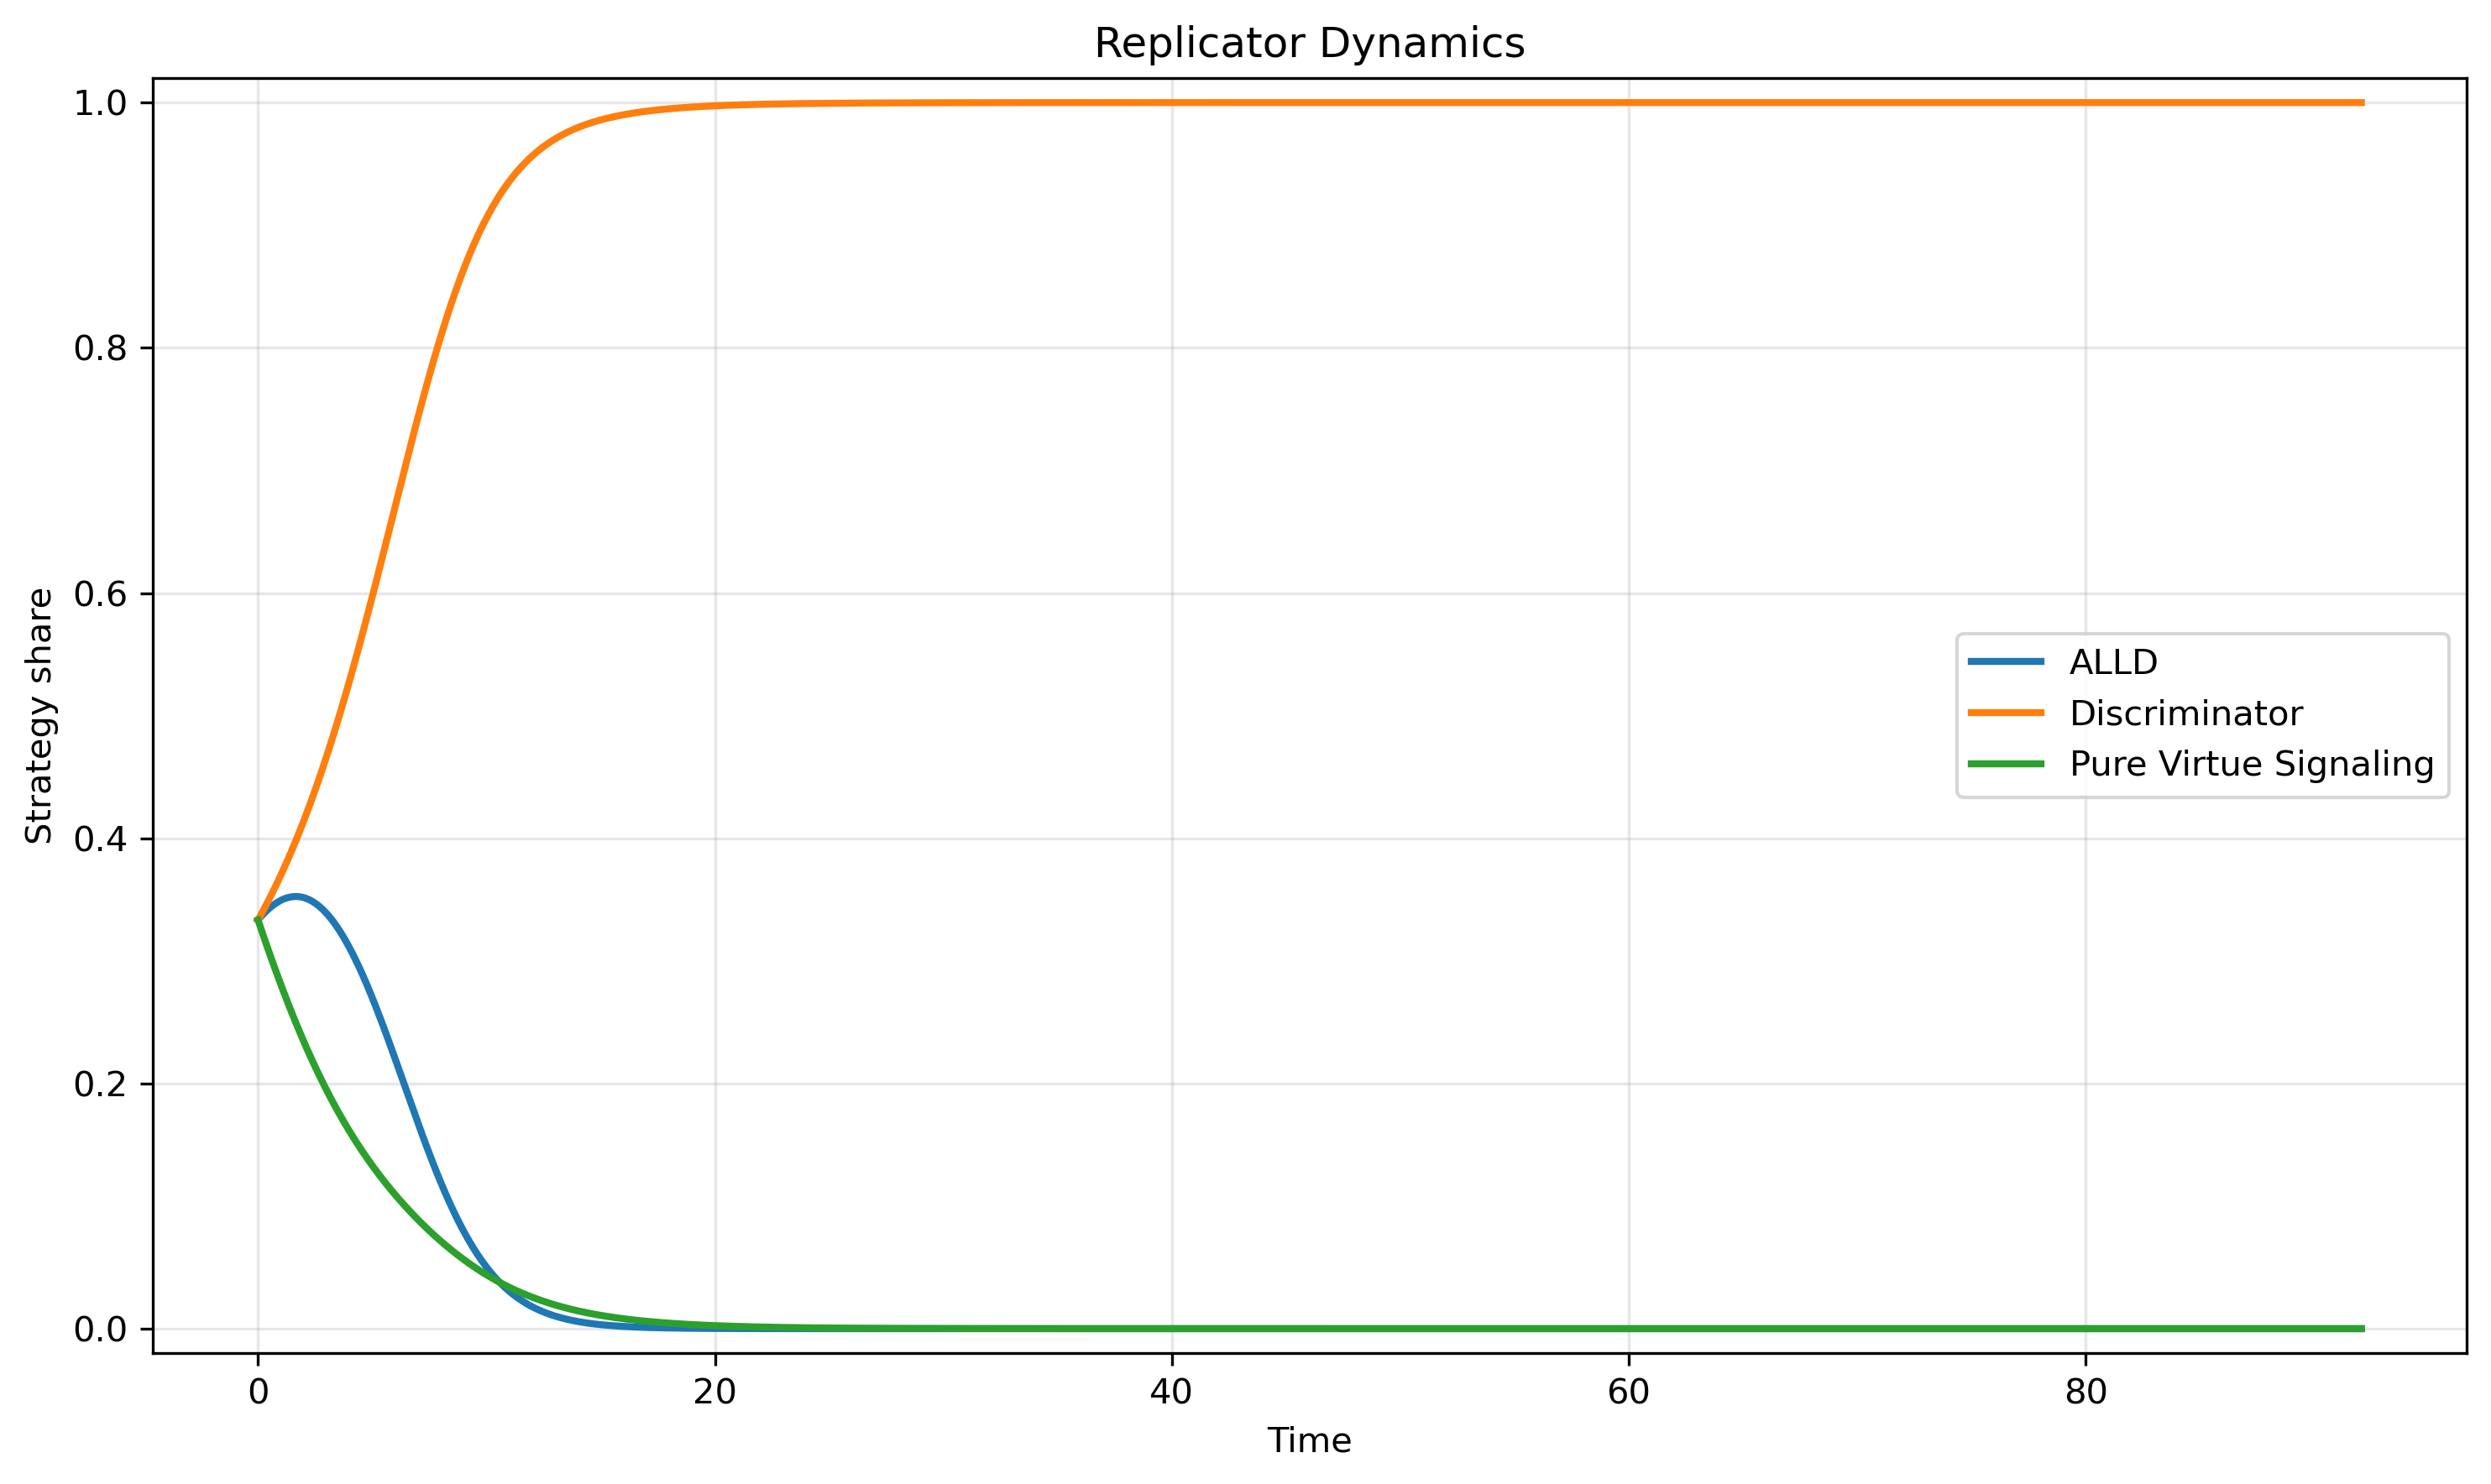 Replicator Dynamics
Strategy share
1.0
0.8
0.6
0.4
0.2
0.0
ALLD
Discriminator
Pure Virtue Signaling
0 20 40 60 80
Time